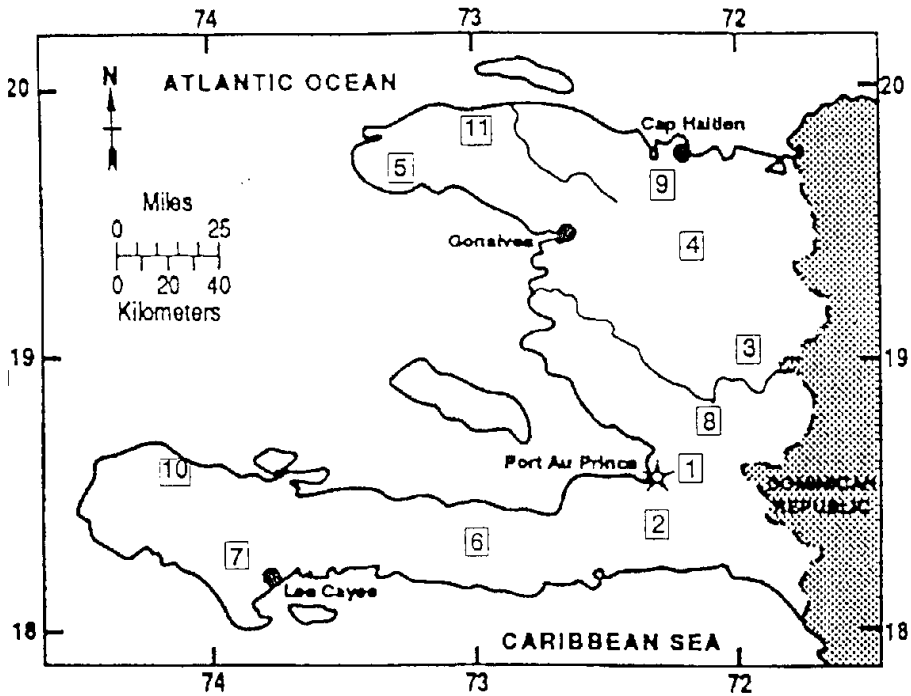 74 73 72
20 20
N
ATLANTIC OCEAN
Cap Haitien
11
5
9
Miles
0 25
Gonaives
4
0 20 40
Kilometers
3
19 19
8
Port Au Prince
1
10
DOMINICAN
REPUBLIC
2
6
7
Les Cayes
18 18
CARIBBEAN SEA
74 73 72